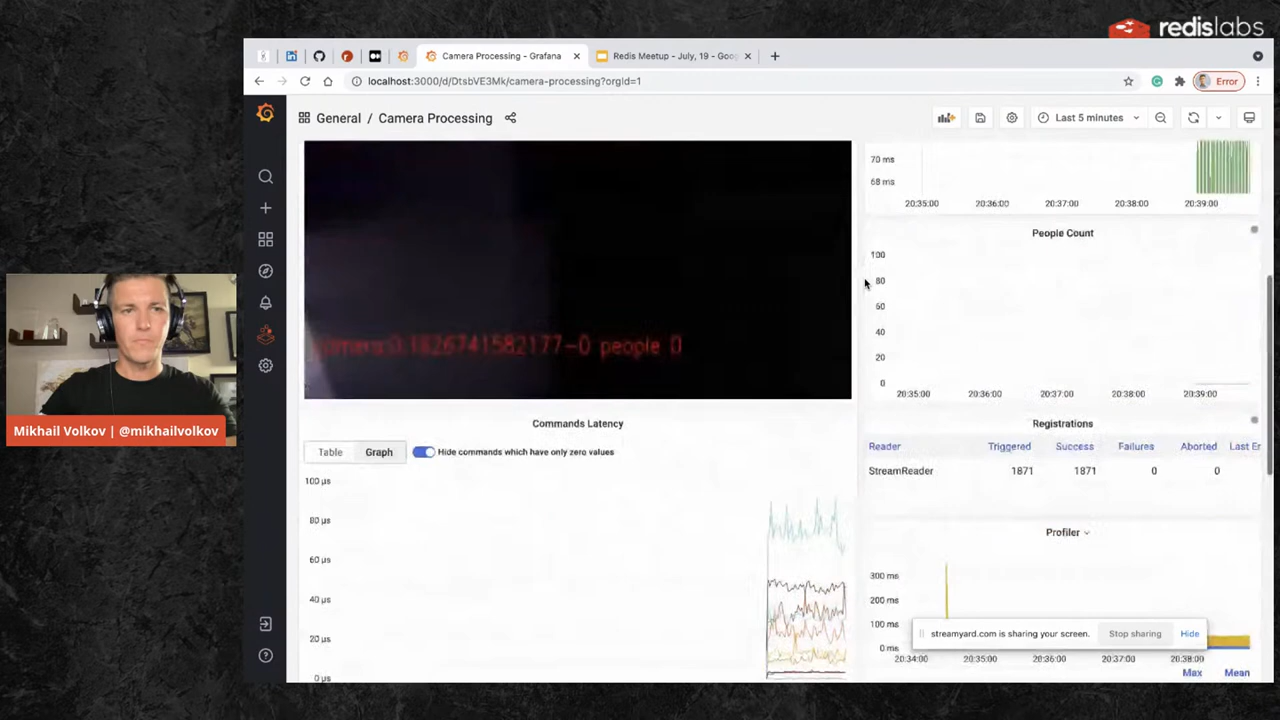 redislabs
Camera Processing - Grafana
Redis Meetup - July, 19 - Goo
localhost:3000/d/DtsbVE3Mk/camera-processing?orgId=1
Error
General / Camera Processing
Last 5 minutes
70 ms
68 ms
20:35:00 20:36:00 20:37:00 20:38:00 20:39:00
People Count
100
80
60
40
20
0
20:35:00 20:36:00 20:37:00 20:38:00 20:39:00
camera:0.1626741582177-0 people 0
Mikhail Volkov | @mikhailvolkov
Commands Latency
Table Graph Hide commands which have only zero values
100 µs
80 µs
60 µs
40 µs
20 µs
0 µs
Registrations
Reader Triggered Success Failures Aborted Last Er
StreamReader 1871 1871 0 0
Profiler
300 ms
200 ms
100 ms
0 ms
streamyard.com is sharing your screen. Stop sharing Hide
20:34:00 20:35:00 20:36:00 20:37:00 20:38:00
Max Mean